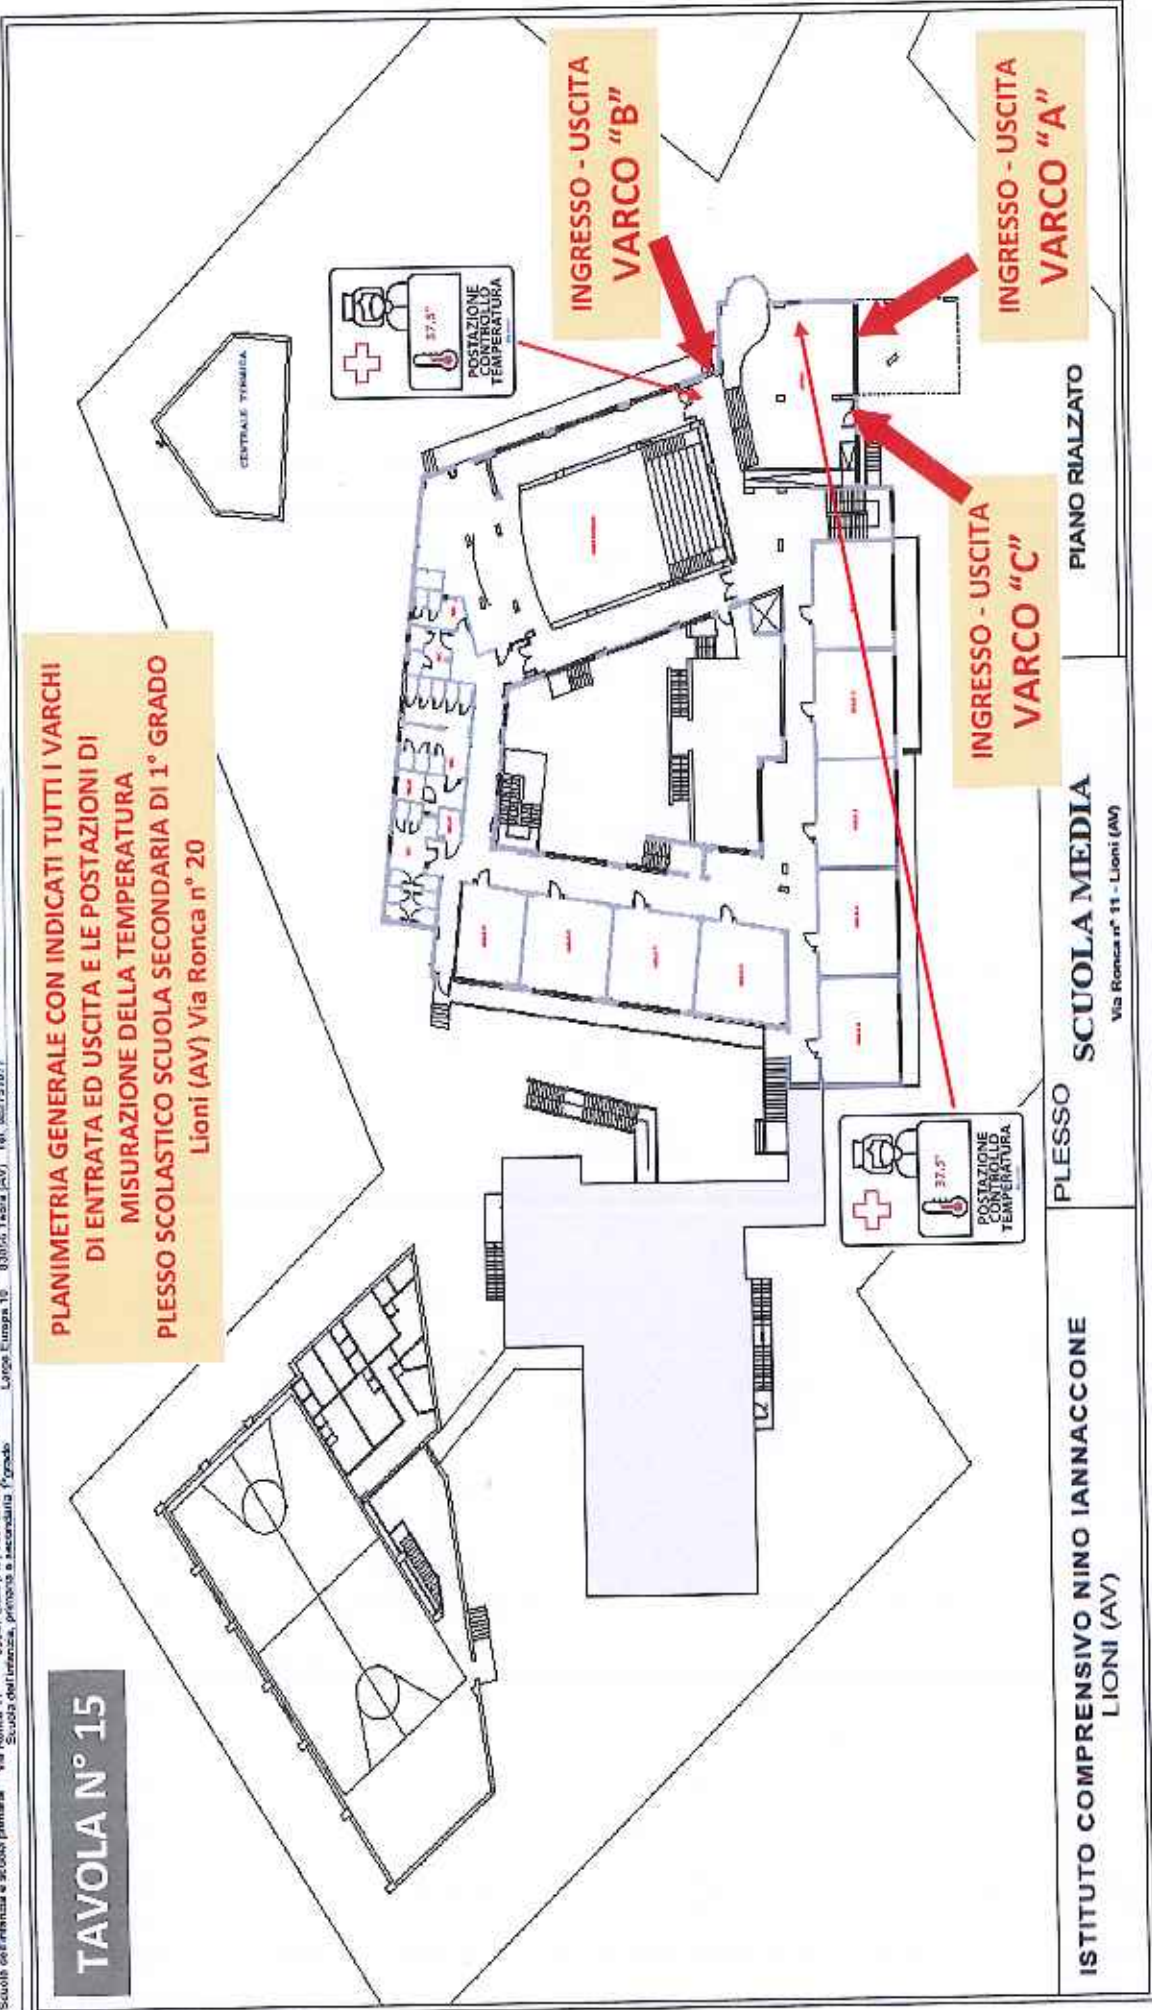 TAVOLA N° 15
PLANIMETRIA GENERALE CON INDICATI TUTTI I VARCHI
DI ENTRATA ED USCITA E LE POSTAZIONI DI
MISURAZIONE DELLA TEMPERATURA
PLESSO SCOLASTICO SCUOLA SECONDARIA DI 1° GRADO
Lioni (AV) Via Ronca n° 20
CENTRALE TERMICA
37.5°
POSTAZIONE
CONTROLLO
TEMPERATURA
INGRESSO - USCITA
VARCO "B"
INGRESSO - USCITA
VARCO "A"
INGRESSO - USCITA
VARCO "C"
37.5°
POSTAZIONE
CONTROLLO
TEMPERATURA
ISTITUTO COMPRENSIVO NINO IANNACCONE
LIONI (AV)
PLESSO
SCUOLA MEDIA
Via Ronca n° 11 - Lioni (AV)
PIANO RIALZATO